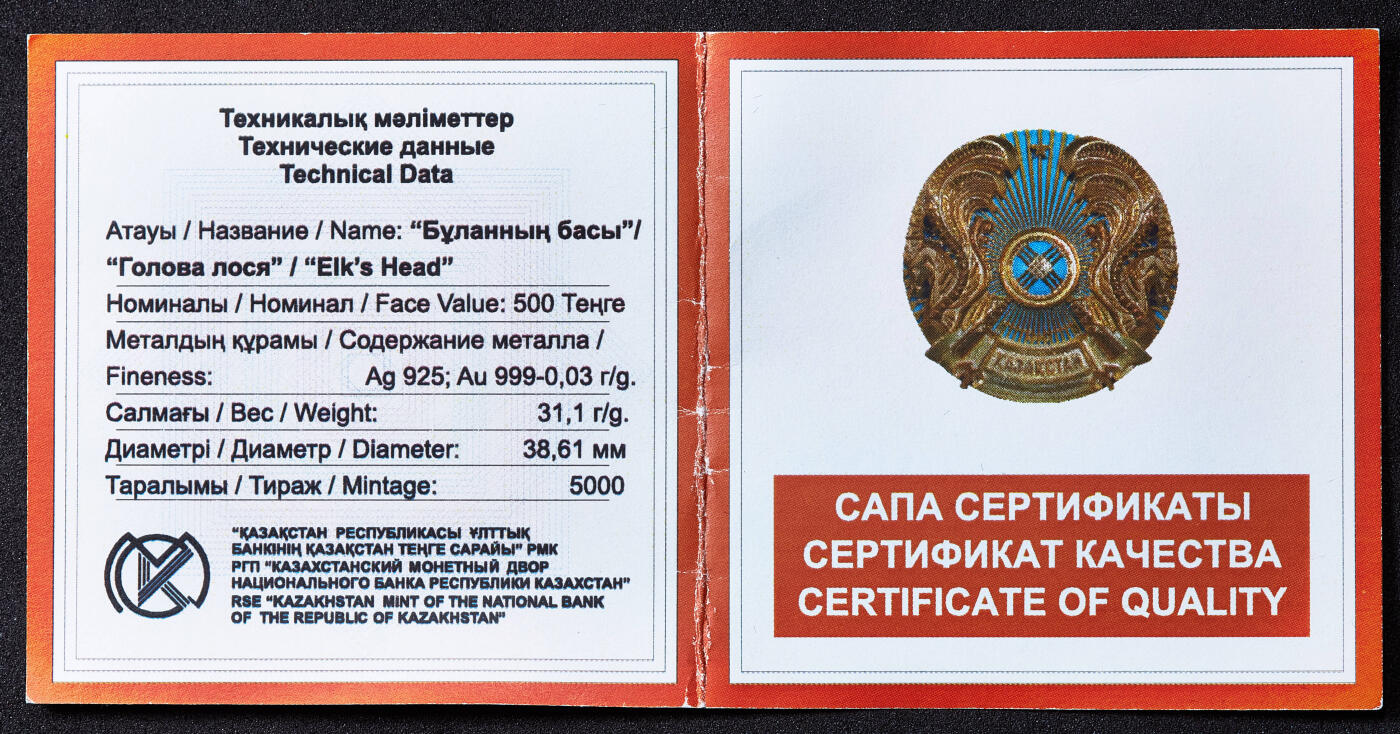 Техникалық мәліметтер
Технические данные
Technical Data
Атауы / Название / Name: “Бұланның басы”/
“Голова лося” / “Elk’s Head”
Номиналы / Номинал / Face Value: 500 Теңге
Металдың құрамы / Содержание металла /
Fineness: Ag 925; Au 999-0,03 г/g.
Салмағы / Вес / Weight: 31,1 г/g.
Диаметрі / Диаметр / Diameter: 38,61 мм
Таралымы / Тираж / Mintage: 5000
“ҚАЗАҚСТАН РЕСПУБЛИКАСЫ ҰЛТТЫҚ
БАНКІНІҢ ҚАЗАҚСТАН ТЕҢГЕ САРАЙЫ” РМК
РГП “КАЗАХСТАНСКИЙ МОНЕТНЫЙ ДВОР
НАЦИОНАЛЬНОГО БАНКА РЕСПУБЛИКИ КАЗАХСТАН”
RSE “KAZAKHSTAN MINT OF THE NATIONAL BANK
OF THE REPUBLIC OF KAZAKHSTAN”
ҚАЗАҚСТАН
САПА СЕРТИФИКАТЫ
СЕРТИФИКАТ КАЧЕСТВА
CERTIFICATE OF QUALITY